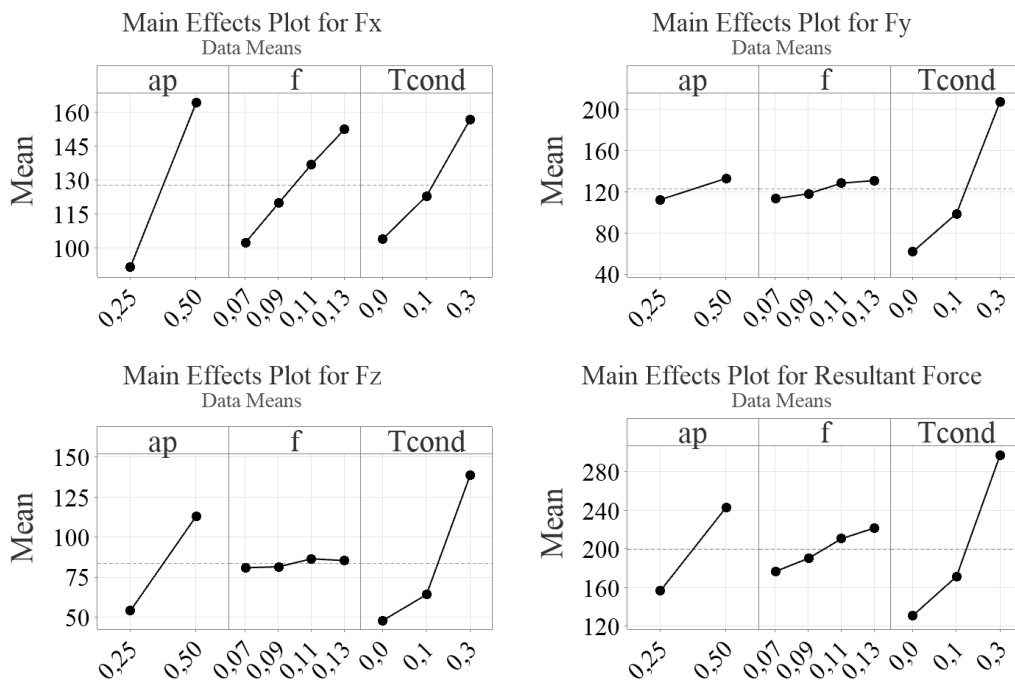 Main Effects Plot for Fx
Data Means
ap f Tcond
Mean
160
145
130
115
100
0,25 0,50 0,07 0,09 0,11 0,13 0,0 0,1 0,3
Main Effects Plot for Fy
Data Means
ap f Tcond
Mean
200
160
120
80
40
0,25 0,50 0,07 0,09 0,11 0,13 0,0 0,1 0,3
Main Effects Plot for Fz
Data Means
ap f Tcond
Mean
150
125
100
75
50
0,25 0,50 0,07 0,09 0,11 0,13 0,0 0,1 0,3
Main Effects Plot for Resultant Force
Data Means
ap f Tcond
Mean
280
240
200
160
120
0,25 0,50 0,07 0,09 0,11 0,13 0,0 0,1 0,3